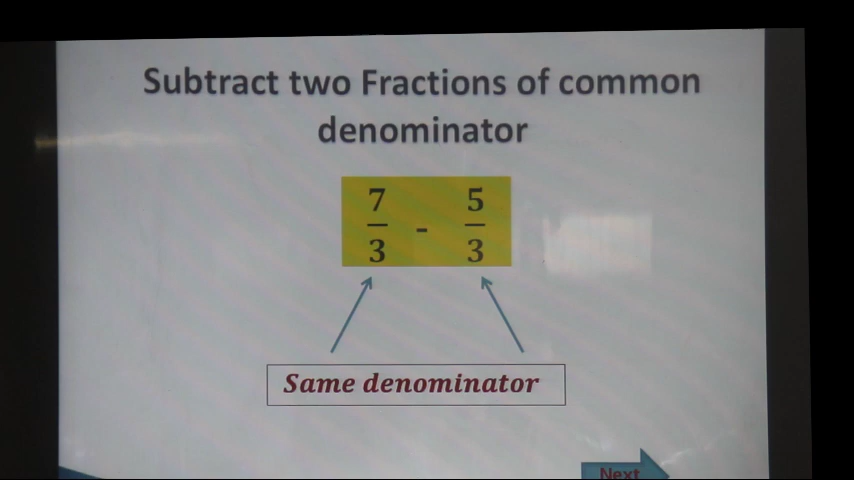 Subtract two Fractions of common
denominator
7/3 - 5/3
Same denominator
Next